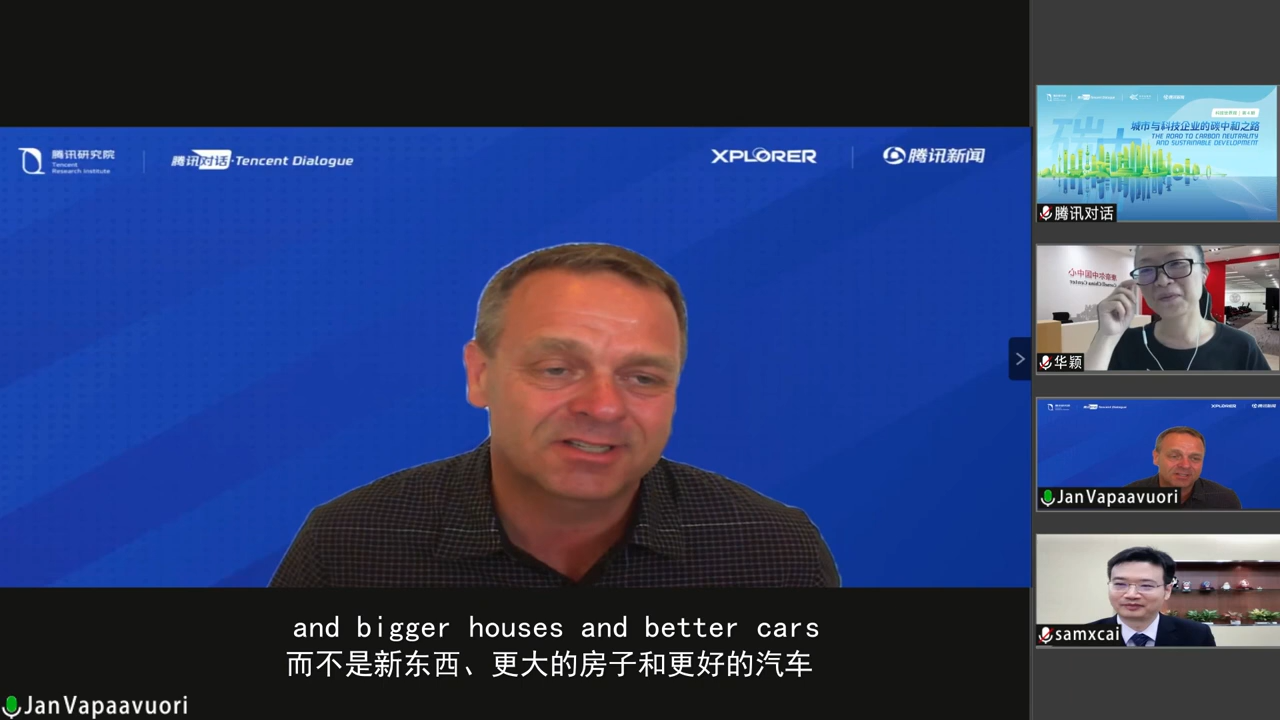 腾讯研究院
Tencent
Research Institute
腾讯对话·Tencent Dialogue
XPLORER
腾讯新闻
and bigger houses and better cars
而不是新东西、更大的房子和更好的汽车
JanVapaavuori
城市与科技企业的碳中和之路
THE ROAD TO CARBON NEUTRALITY
AND SUSTAINABLE DEVELOPMENT
腾讯对话
华颖
XPLORER
JanVapaavuori
samxcai